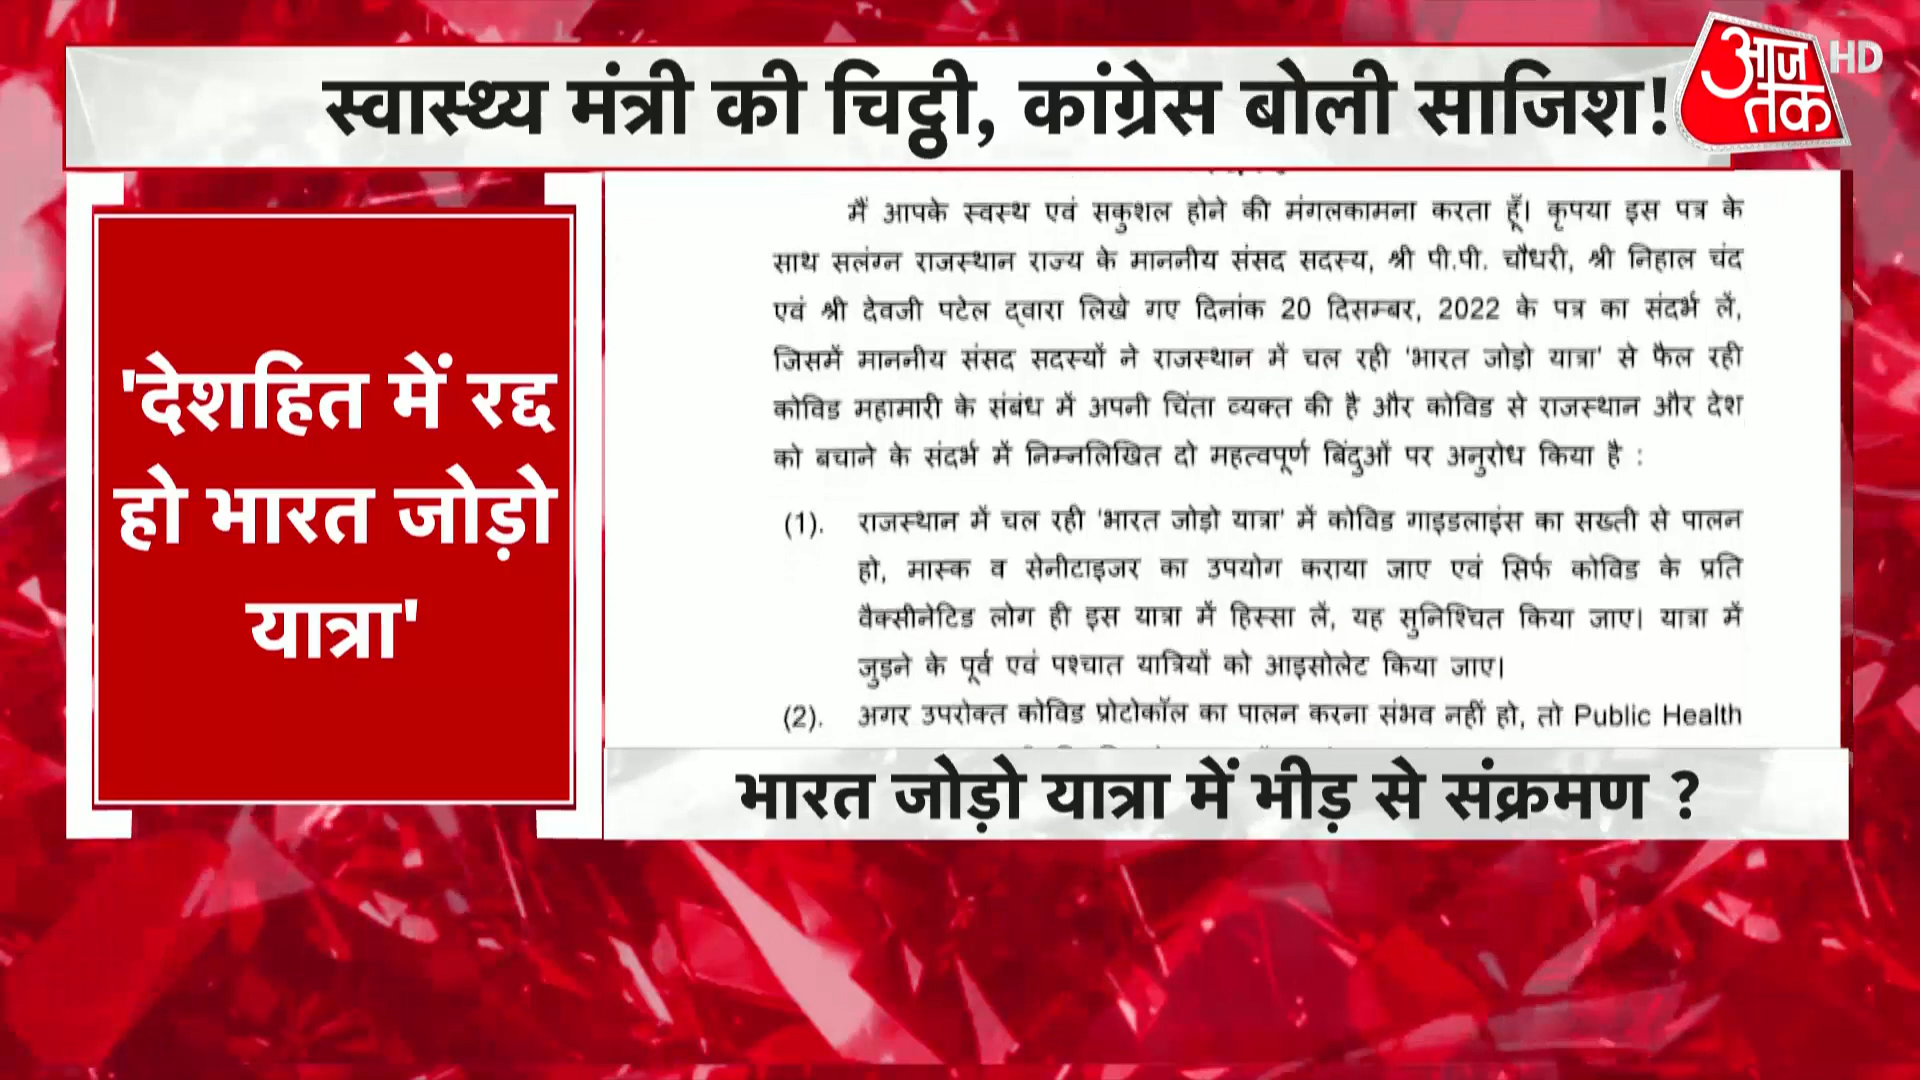 स्वास्थ्य मंत्री की चिट्ठी, कांग्रेस बोली साजिश!
आज
तक
HD
'देशहित में रद्द
हो भारत जोड़ो
यात्रा'
मैं आपके स्वस्थ एवं सकुशल होने की मंगलकामना करता हूँ। कृपया इस पत्र के
साथ सलंग्न राजस्थान राज्य के माननीय संसद सदस्य, श्री पी.पी. चौधरी, श्री निहाल चंद
एवं श्री देवजी पटेल द्वारा लिखे गए दिनांक 20 दिसम्बर, 2022 के पत्र का संदर्भ लें,
जिसमें माननीय संसद सदस्यों ने राजस्थान में चल रही 'भारत जोड़ो यात्रा' से फैल रही
कोविड महामारी के संबंध में अपनी चिंता व्यक्त की है और कोविड से राजस्थान और देश
को बचाने के संदर्भ में निम्नलिखित दो महत्वपूर्ण बिंदुओं पर अनुरोध किया है :
(1). राजस्थान में चल रही 'भारत जोड़ो यात्रा' में कोविड गाइडलाइंस का सख्ती से पालन
हो, मास्क व सेनीटाइजर का उपयोग कराया जाए एवं सिर्फ कोविड के प्रति
वैक्सीनेटिड लोग ही इस यात्रा में हिस्सा लें, यह सुनिश्चित किया जाए। यात्रा में
जुड़ने के पूर्व एवं पश्चात यात्रियों को आइसोलेट किया जाए।
(2). अगर उपरोक्त कोविड प्रोटोकॉल का पालन करना संभव नहीं हो, तो Public Health
भारत जोड़ो यात्रा में भीड़ से संक्रमण ?